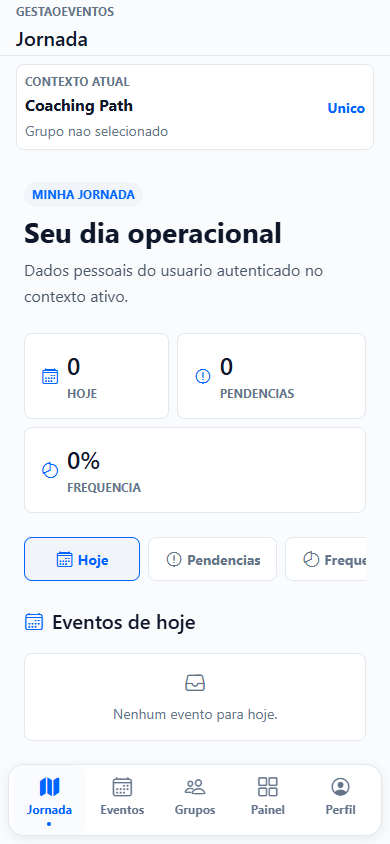 GESTAOEVENTOS
Jornada
CONTEXTO ATUAL
Coaching Path
Unico
Grupo nao selecionado
MINHA JORNADA
Seu dia operacional
Dados pessoais do usuario autenticado no
contexto ativo.
0
HOJE
0
PENDENCIAS
0%
FREQUENCIA
Hoje
Pendencias
Freque
Eventos de hoje
Nenhum evento para hoje.
Jornada
Eventos
Grupos
Painel
Perfil